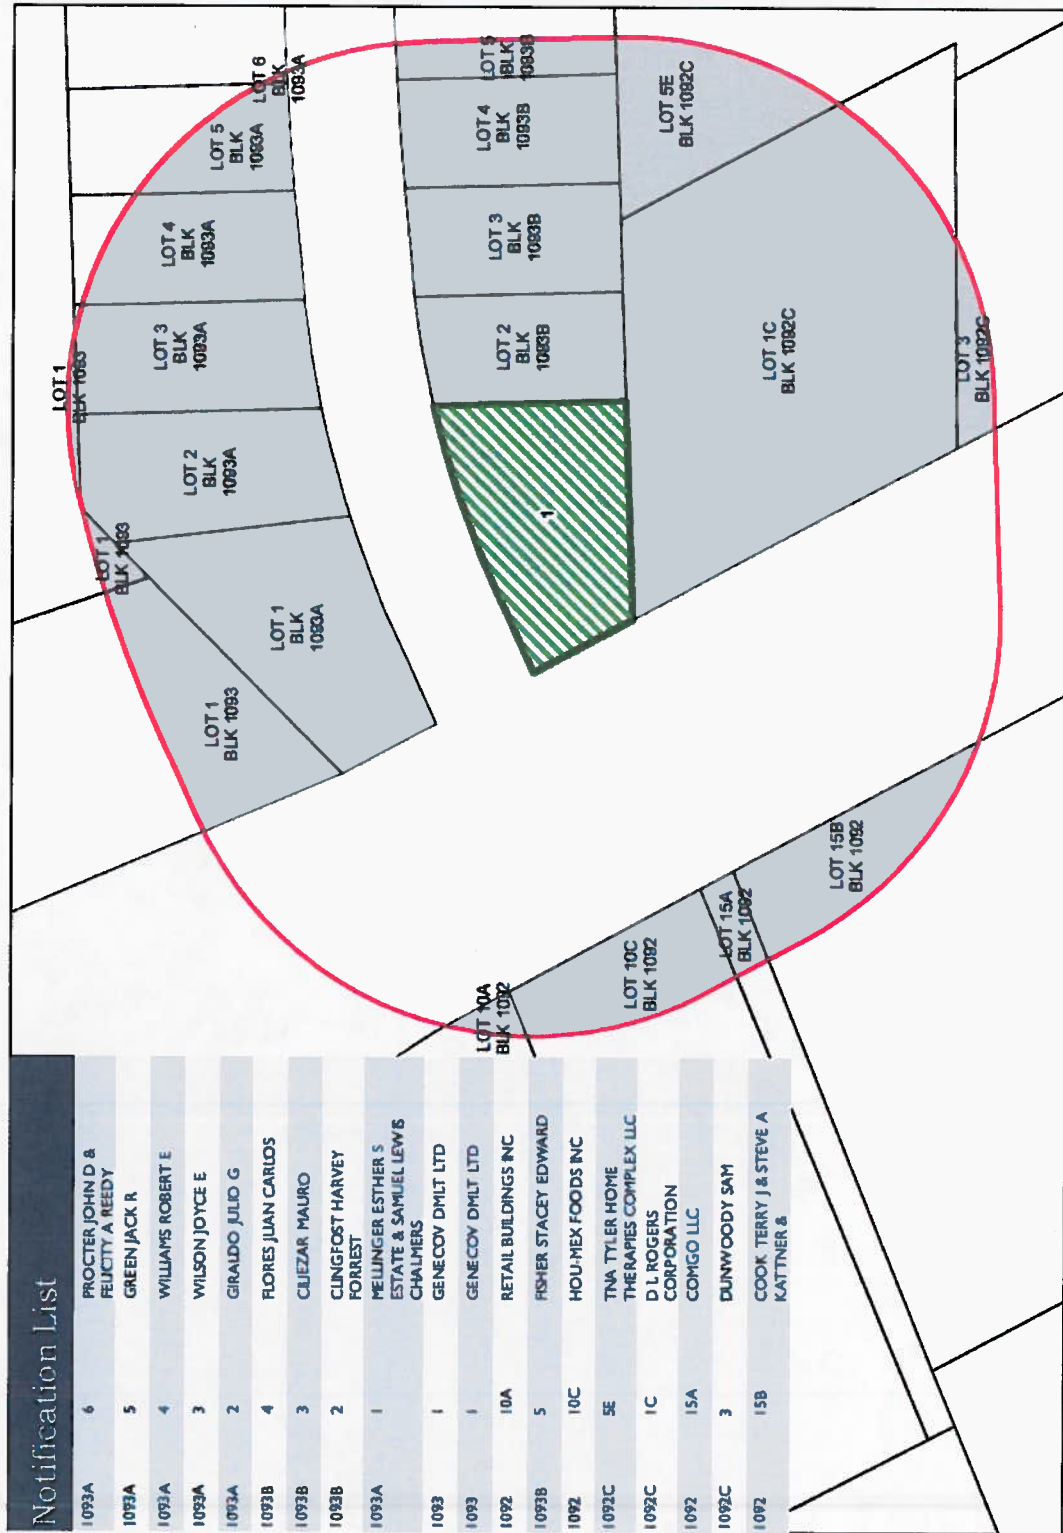 Notification List
1093A 6 PROCTER JOHN D &
FELICITY A REEDY
1093A 5 GREEN JACK R
1093A 4 WILLIAMS ROBERT E
1093A 3 WILSON JOYCE E
1093A 2 GIRALDO JULIO G
1093B 4 FLORES JUAN CARLOS
1093B 3 CILIEZAR MAURO
1093B 2 CLINGFOST HARVEY
FORREST
1093A 1 MELLINGER ESTHER S
ESTATE & SAMUEL LEWIS
CHALMERS
1093 1 GENECOV DMLT LTD
1093 1 GENECOV DMLT LTD
1092 10A RETAIL BUILDINGS INC
1093B 5 FISHER STACEY EDWARD
1092 10C HOU-MEX FOODS INC
1092C 5E TNA TYLER HOME
THERAPIES COMPLEX LLC
1092C 1C D L ROGERS
CORPORATION
1092 15A COMGO LLC
1092C 3 DUNWOODY SAM
1092 15B COOK TERRY J & STEVE A
KATTNER &
LOT 1
BLK 1093
LOT 1
BLK 1093
LOT 1
BLK 1093
LOT 1
BLK
1093A
LOT 2
BLK
1093A
LOT 3
BLK
1093A
LOT 4
BLK
1093A
LOT 5
BLK
1093A
LOT 6
BLK
1093A
1
LOT 2
BLK
1093B
LOT 3
BLK
1093B
LOT 4
BLK
1093B
LOT 5
BLK
1093B
LOT 10A
BLK 1092
LOT 10C
BLK 1092
LOT 15A
BLK 1092
LOT 15B
BLK 1092
LOT 1C
BLK 1092C
LOT 5E
BLK 1092C
LOT 3
BLK 1092C